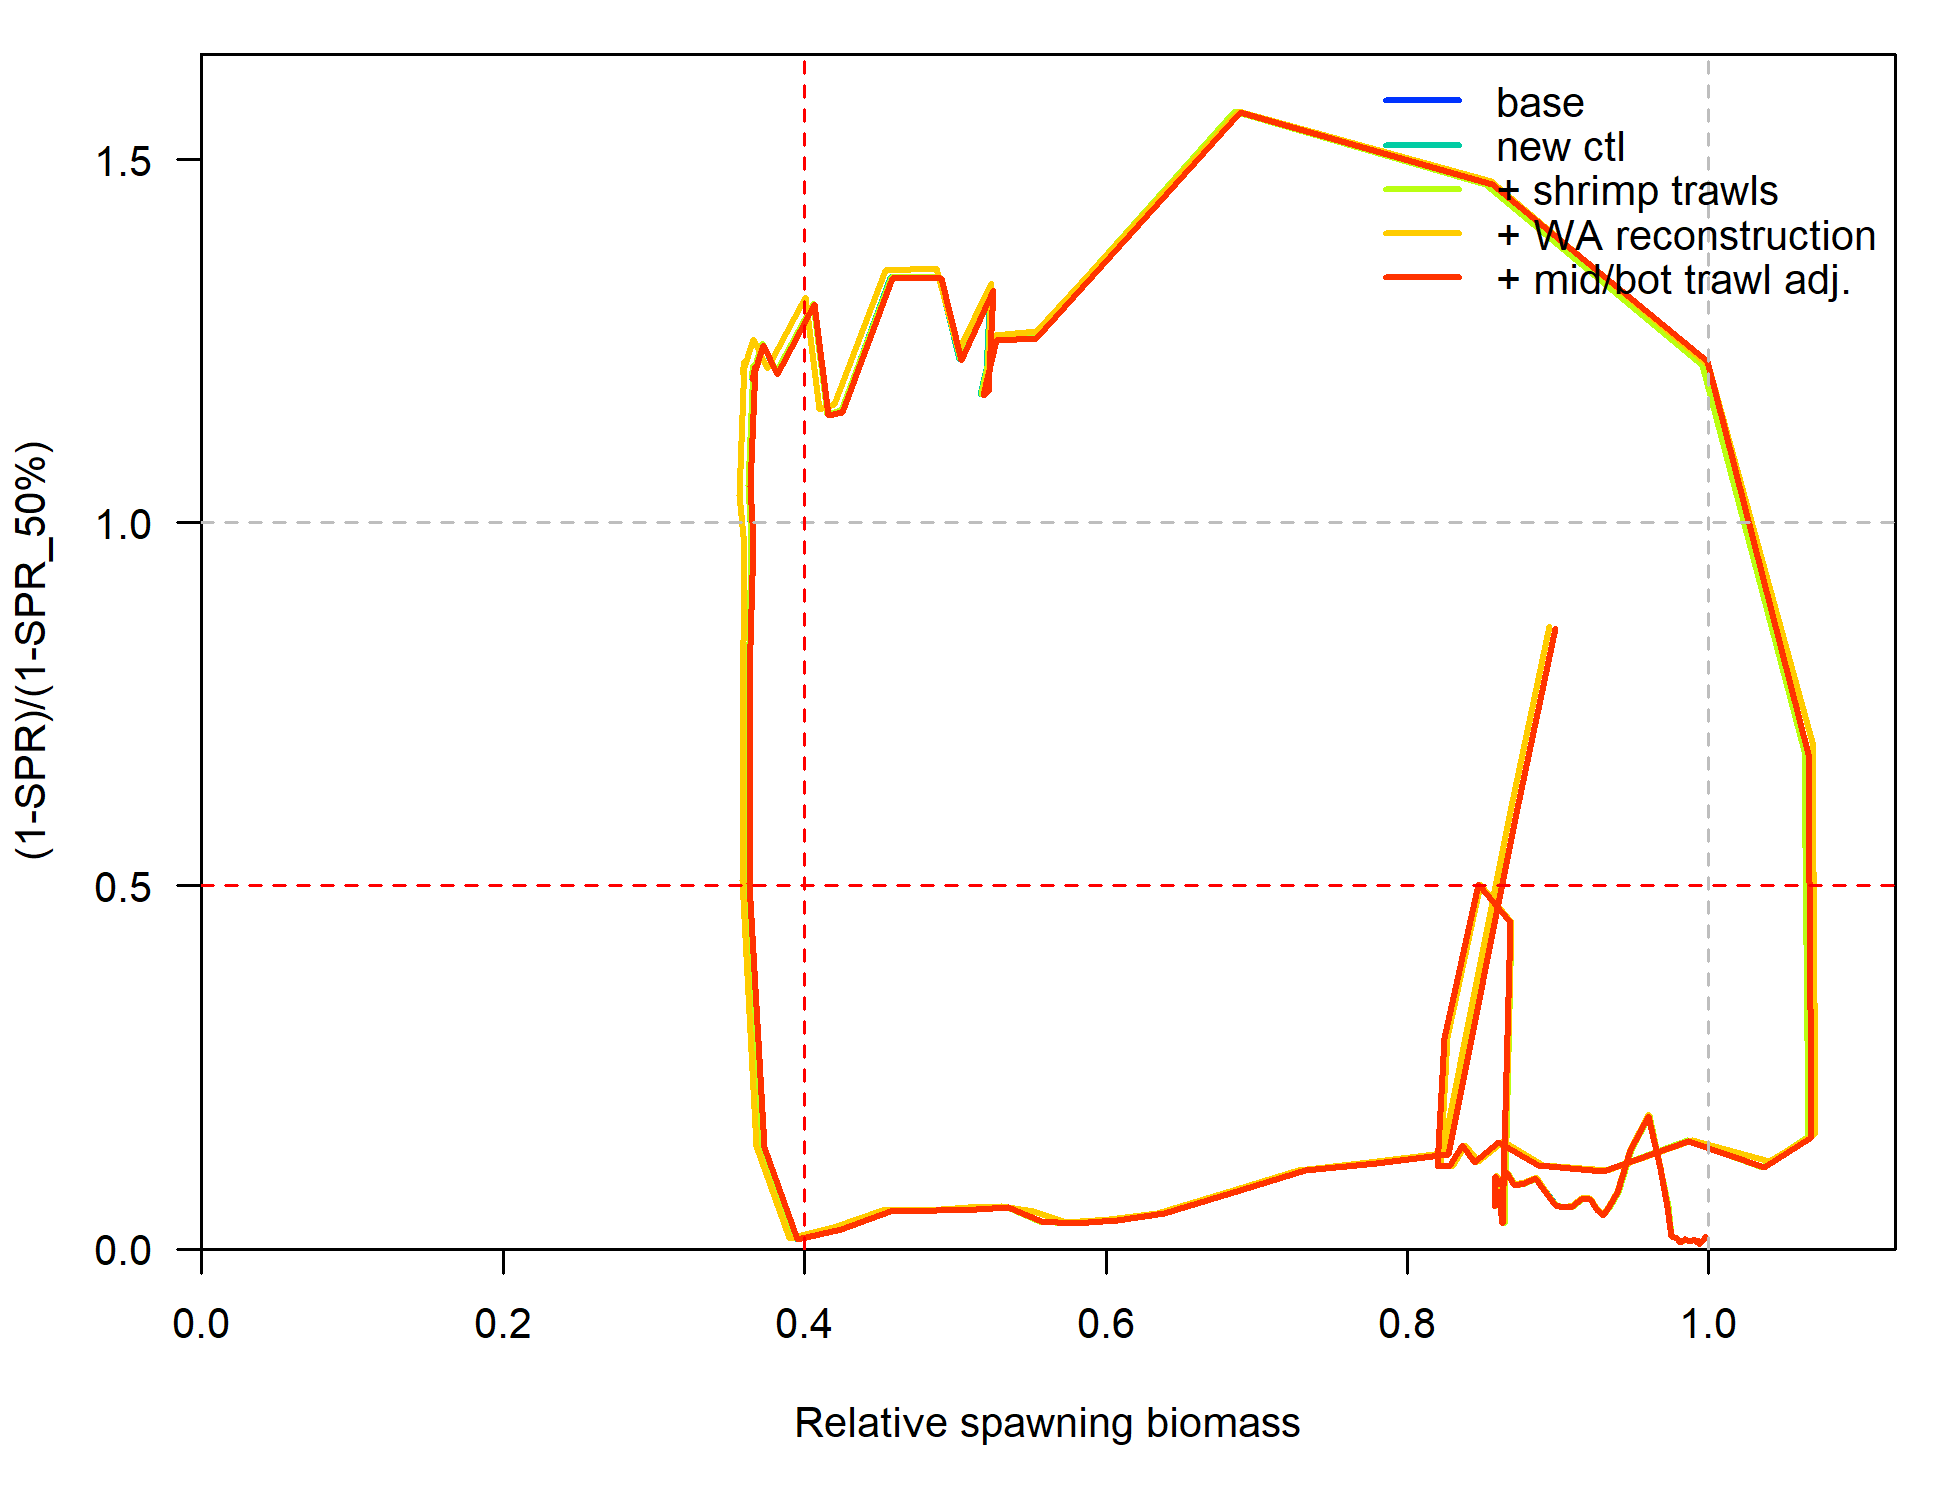 base
new ctl
+ shrimp trawls
+ WA reconstruction
+ mid/bot trawl adj.
1.5
1.0
0.5
0.0
(1-SPR)/(1-SPR_50%)
0.0 0.2 0.4 0.6 0.8 1.0
Relative spawning biomass